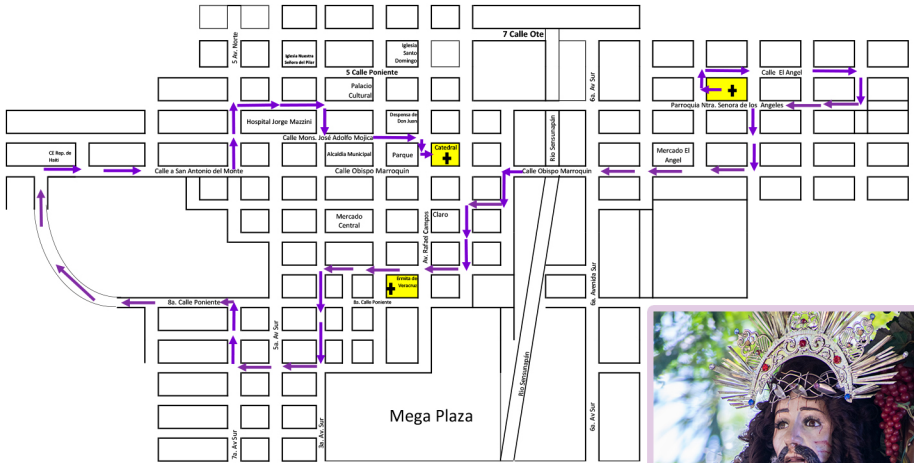 7 Calle Ote
5 Av. Norte
Iglesia Nuestra
Señora del Pilar
Iglesia
Santo
Domingo
5 Calle Poniente
6a. Av Sur
Calle El Angel
Palacio
Cultural
Parroquia Ntra. Senora de los Angeles
Hospital Jorge Mazzini
Despensa de
Don Juan
Calle Mons. José Adolfo Mojica
Rio Sensunapán
CE Rep. de
Haiti
Alcaldia Municipal
Parque
Catedral
Mercado El
Angel
Calle a San Antonio del Monte
Calle Obispo Marroquin
Calle Obispo Marroquin
Mercado
Central
Av. Rafael Campos
Claro
6a. Avenida Sur
Ermita de
Veracruz
8a. Calle Poniente
8a. Calle Poniente
5a. Av Sur
Rio Sensunapán
Mega Plaza
7a. Av Sur
3a. Av. Sur
6a. Av Sur